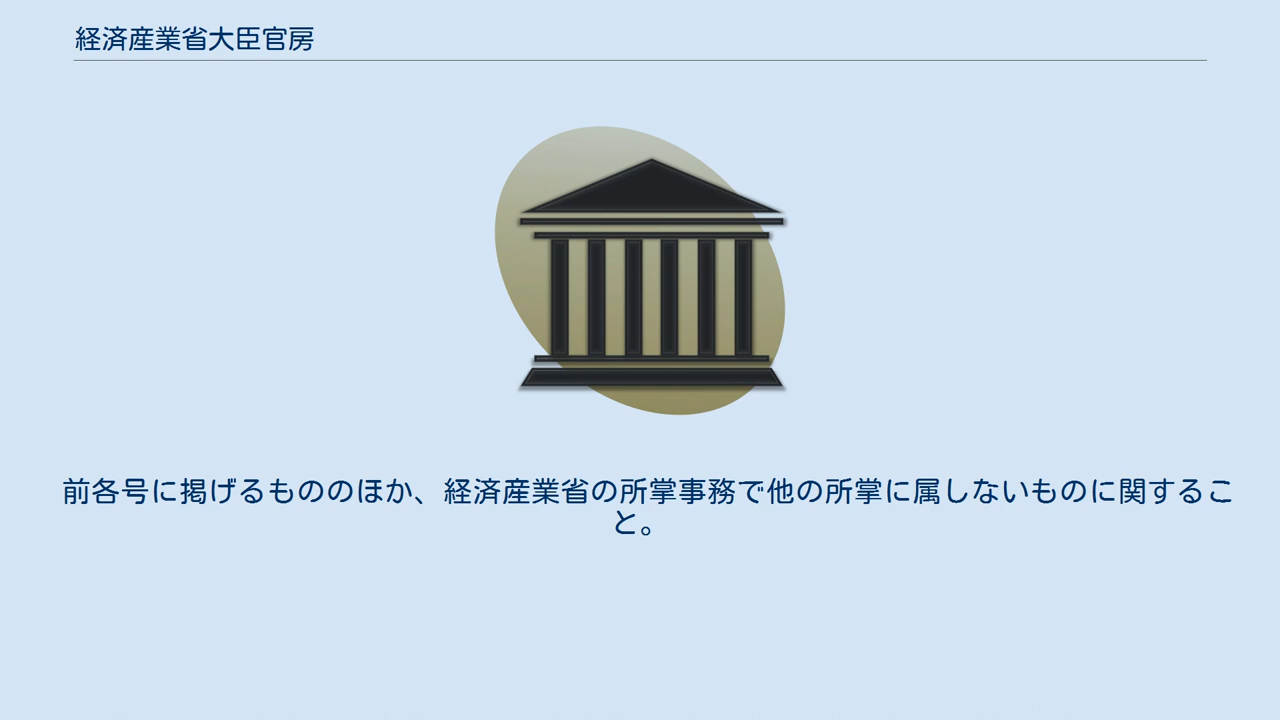 経済産業省大臣官房
前各号に掲げるもののほか、経済産業省の所掌事務で他の所掌に属しないものに関するこ
と。